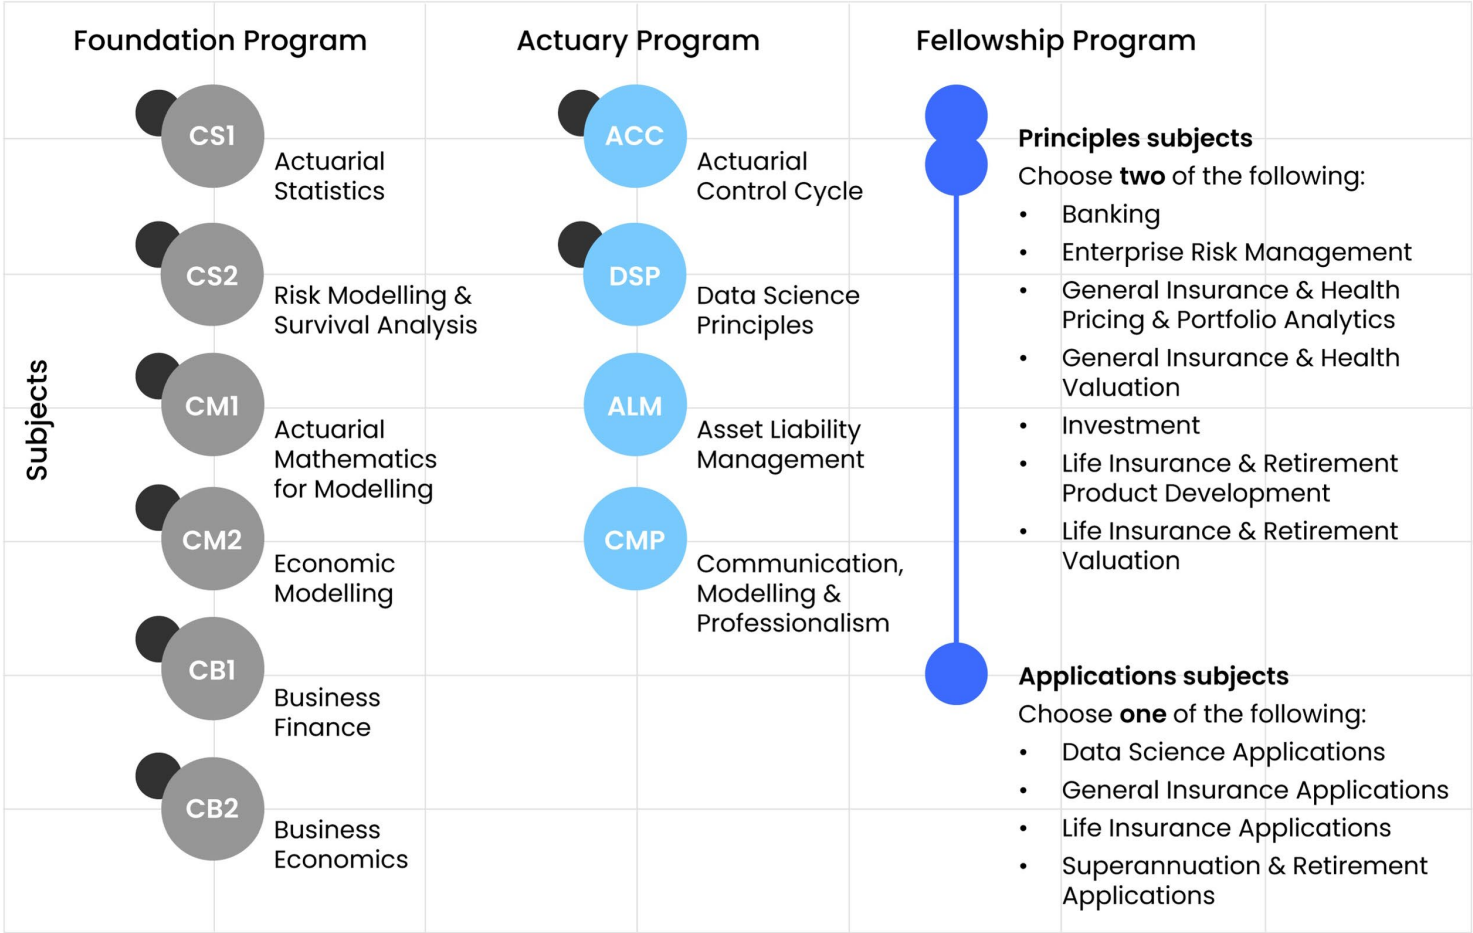 Foundation Program
Actuary Program
Fellowship Program
Subjects
CS1
Actuarial
Statistics
CS2
Risk Modelling &
Survival Analysis
CM1
Actuarial
Mathematics
for Modelling
CM2
Economic
Modelling
CB1
Business
Finance
CB2
Business
Economics
ACC
Actuarial
Control Cycle
DSP
Data Science
Principles
ALM
Asset Liability
Management
CMP
Communication,
Modelling &
Professionalism
Principles subjects
Choose two of the following:
• Banking
• Enterprise Risk Management
• General Insurance & Health
Pricing & Portfolio Analytics
• General Insurance & Health
Valuation
• Investment
• Life Insurance & Retirement
Product Development
• Life Insurance & Retirement
Valuation
Applications subjects
Choose one of the following:
• Data Science Applications
• General Insurance Applications
• Life Insurance Applications
• Superannuation & Retirement
Applications